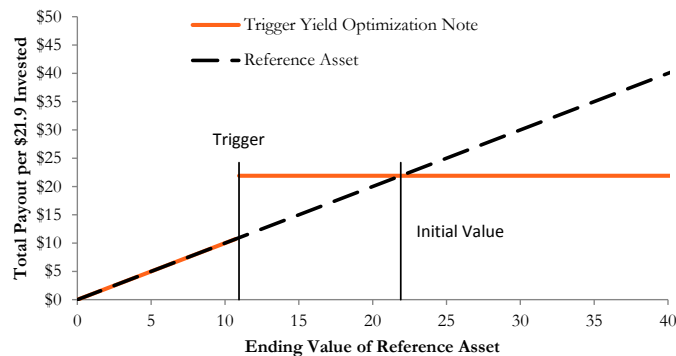 $50
$45
$40
$35
$30
$25
$20
$15
$10
$5
$0
Total Payout per $21.9 Invested
Trigger Yield Optimization Note
Reference Asset
Trigger
Initial Value
0 5 10 15 20 25 30 35 40
Ending Value of Reference Asset